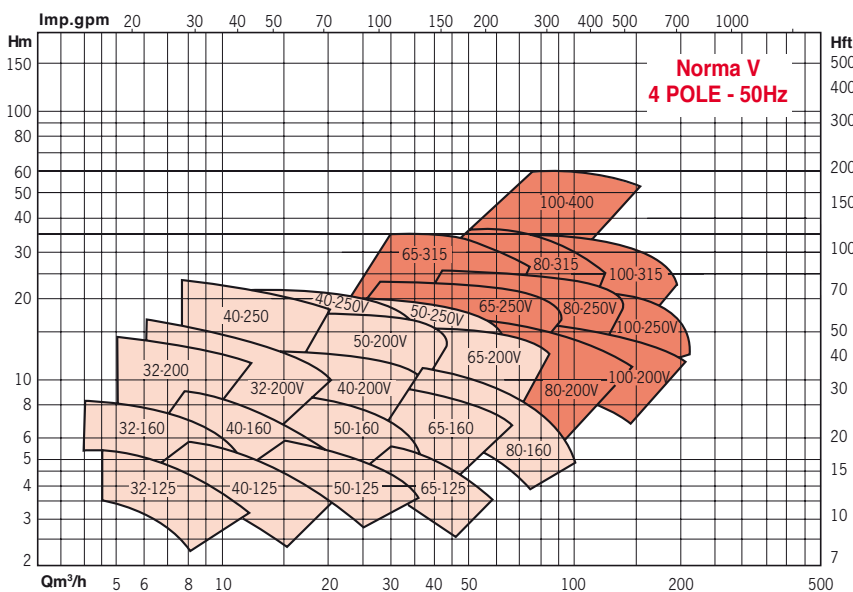 Imp.gpm 20 30 40 50 70 100 150 200 300 400 500 700 1000
Hm
Hft
150
100
80
60
50
40
30
20
10
8
6
5
4
3
2
500
400
300
200
150
100
70
50
40
30
20
15
10
7
Norma V
4 POLE - 50Hz
100-400
65-315
80-315
100-315
40-250
40-250V
50-250V
65-250V
80-250V
100-250V
32-200
32-200V
50-200V
40-200V
65-200V
80-200V
100-200V
32-160
40-160
50-160
65-160
80-160
32-125
40-125
50-125
65-125
Qm³/h 5 6 8 10 20 30 40 50 100 200 500